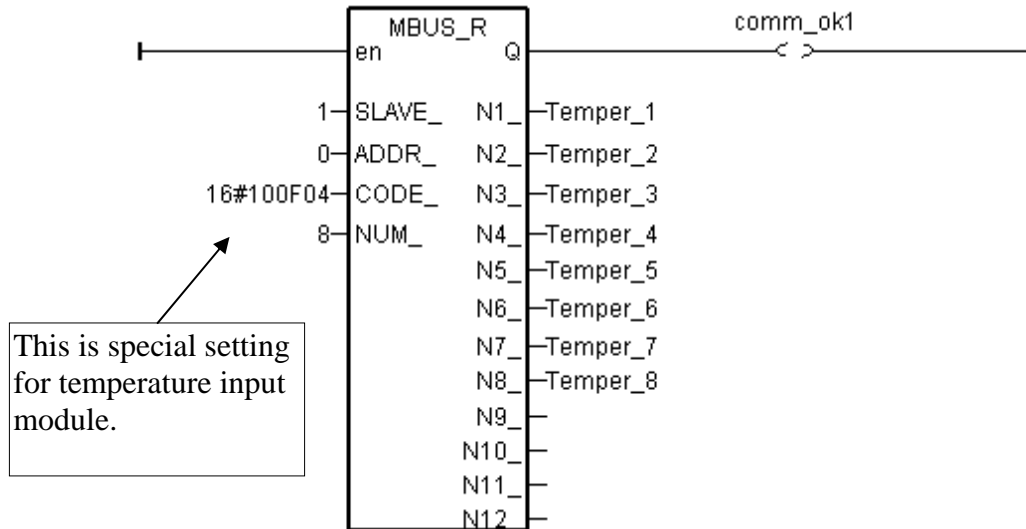 MBUS_R comm_ok1
en Q
1 SLAVE_ N1_ Temper_1
0 ADDR_ N2_ Temper_2
16#100F04 CODE_ N3_ Temper_3
8 NUM_ N4_ Temper_4
N5_ Temper_5
N6_ Temper_6
This is special setting
for temperature input
module.
N7_ Temper_7
N8_ Temper_8
N9_
N10_
N11_
N12_